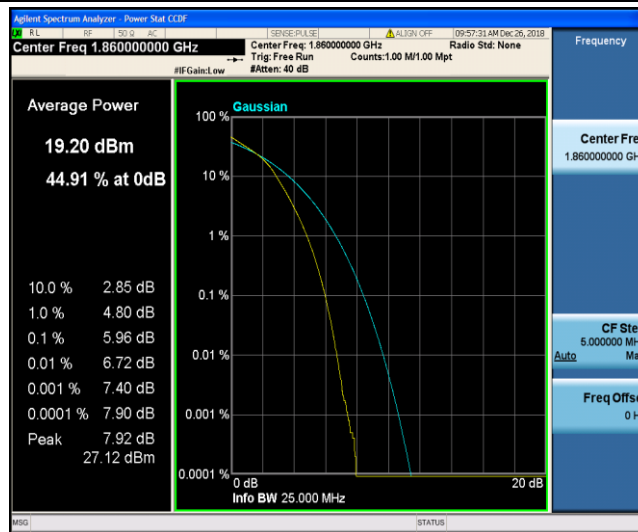 Agilent Spectrum Analyzer - Power Stat CCDF
RL RF 50 Ω AC SENSE:PULSE ALIGN OFF 09:57:31 AM Dec 26, 2018
Center Freq 1.860000000 GHz
Center Freq: 1.860000000 GHz Radio Std: None
Trig: Free Run Counts:1.00 M/1.00 Mpt
#IFGain:Low #Atten: 40 dB
Frequency
Average Power
19.20 dBm
44.91 % at 0dB
10.0 % 2.85 dB
1.0 % 4.80 dB
0.1 % 5.96 dB
0.01 % 6.72 dB
0.001 % 7.40 dB
0.0001 % 7.90 dB
Peak 7.92 dB
27.12 dBm
Gaussian
100 %
10 %
1 %
0.1 %
0.01 %
0.001 %
0.0001 %
0 dB 20 dB
Info BW 25.000 MHz
Center Fre
1.860000000 GH
CF Ste
5.000000 MH
Auto Ma
Freq Offs
0 H
MSG STATUS